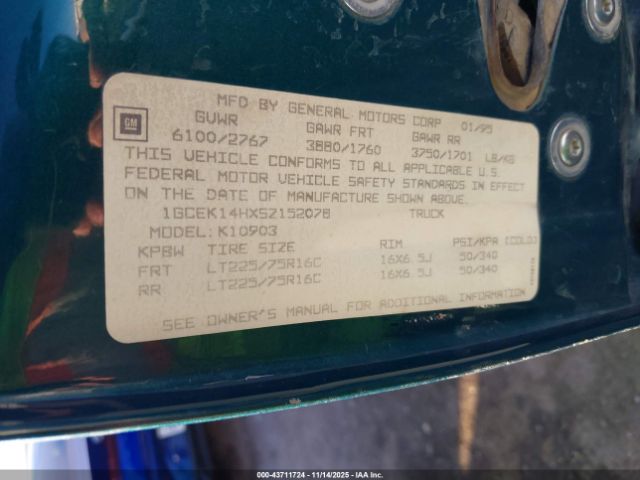 MFD BY GENERAL MOTORS CORP 01/95
GM
GVWR GAWR FRT GAWR RR
6100/2767 3880/1760 3750/1701 LB/KG
THIS VEHICLE CONFORMS TO ALL APPLICABLE U.S.
FEDERAL MOTOR VEHICLE SAFETY STANDARDS IN EFFECT
ON THE DATE OF MANUFACTURE SHOWN ABOVE.
1GCEK14HXSZ152078 TRUCK
MODEL: K10903
KPBW TIRE SIZE RIM PSI/KPA (COLD)
FRT LT225/75R16C 16X6.5J 50/340
RR LT225/75R16C 16X6.5J 50/340
SEE OWNER'S MANUAL FOR ADDITIONAL INFORMATION
000-43711724 11/14/2025 IAA Inc.